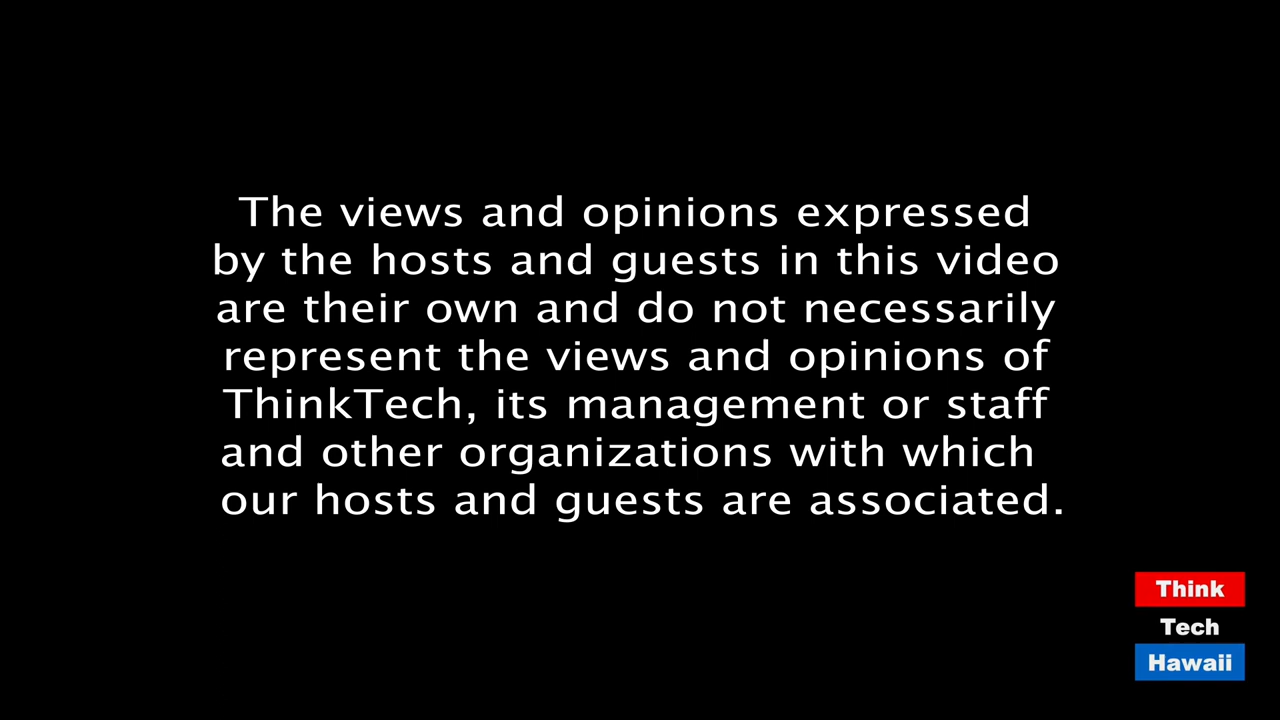 The views and opinions expressed
by the hosts and guests in this video
are their own and do not necessarily
represent the views and opinions of
ThinkTech, its management or staff
and other organizations with which
our hosts and guests are associated.
Think
Tech
Hawaii